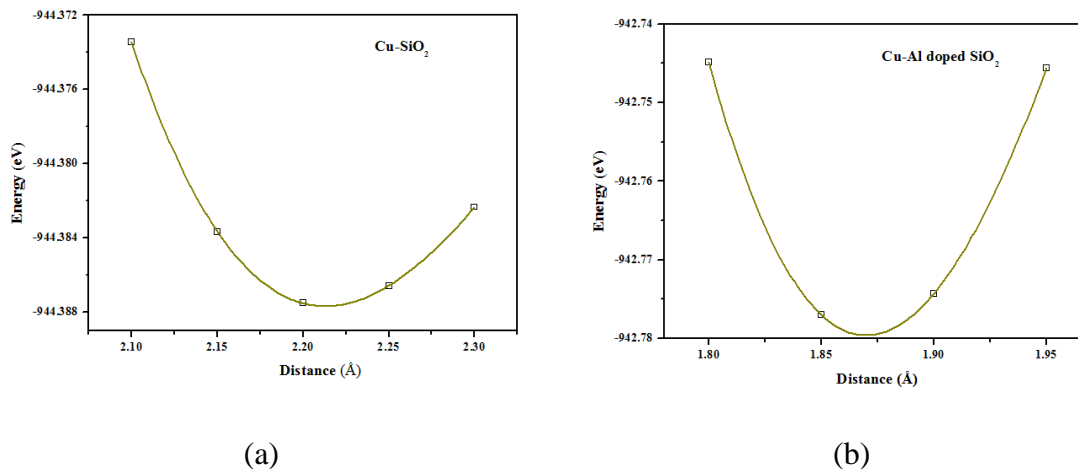 -944.372
-944.376
-944.380
-944.384
-944.388
Energy (eV)
Cu-SiO2
2.10 2.15 2.20 2.25 2.30
Distance (Å)
(a)
-942.74
-942.75
-942.76
-942.77
-942.78
Energy (eV)
Cu-Al doped SiO2
1.80 1.85 1.90 1.95
Distance (Å)
(b)